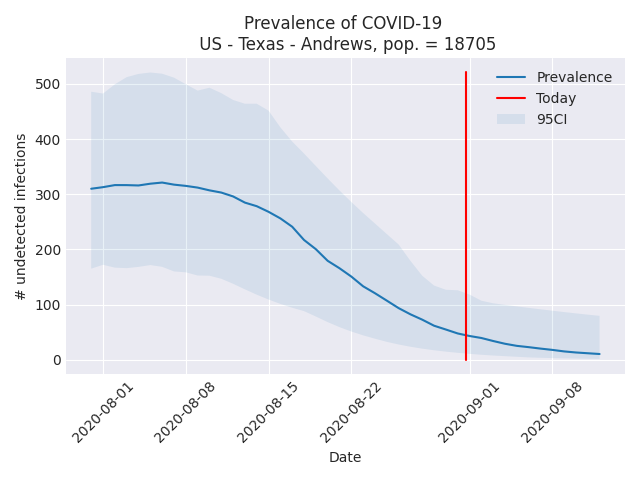 Prevalence of COVID-19
US - Texas - Andrews, pop. = 18705
Prevalence
Today
95CI
# undetected infections
500
400
300
200
100
0
2020-08-01
2020-08-08
2020-08-15
2020-08-22
2020-09-01
2020-09-08
Date